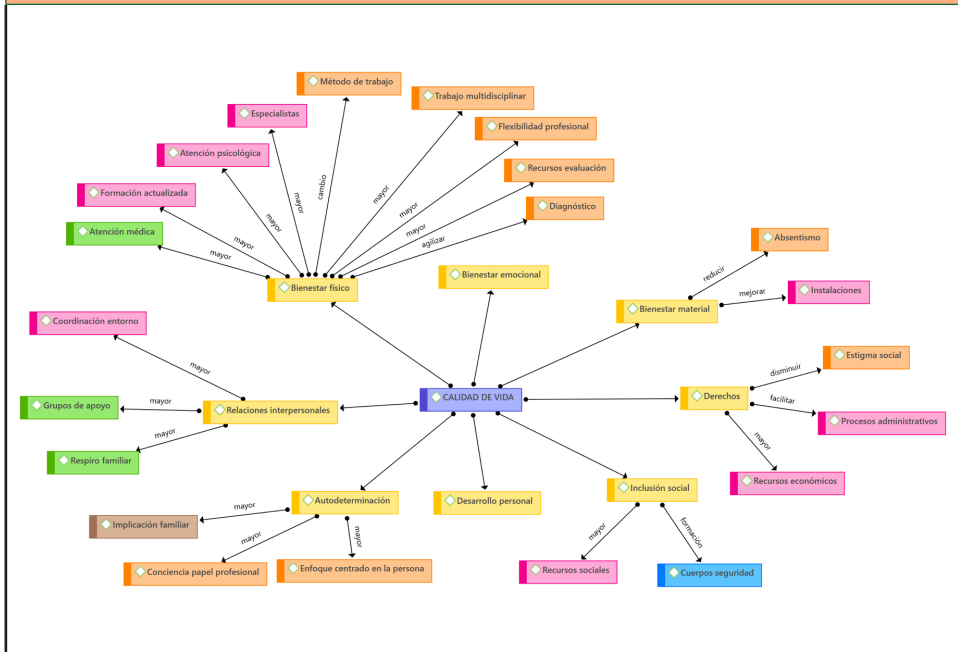 Método de trabajo
Trabajo multidisciplinar
Especialistas
Flexibilidad profesional
Atención psicológica
Recursos evaluación
Formación actualizada
Diagnóstico
Atención médica
mayor
mayor
mayor
mayor
cambio
mayor
mayor
mayor
agilizar
Bienestar físico
Bienestar emocional
Absentismo
reducir
mejorar
Instalaciones
Bienestar material
Coordinación entorno
mayor
Estigma social
disminuir
CALIDAD DE VIDA
Derechos
facilitar
Procesos administrativos
mayor
Recursos económicos
Grupos de apoyo
mayor
Relaciones interpersonales
mayor
Respiro familiar
Autodeterminación
Desarrollo personal
Inclusión social
mayor
Implicación familiar
mayor
mayor
mayor
formación
Conciencia papel profesional
Enfoque centrado en la persona
Recursos sociales
Cuerpos seguridad